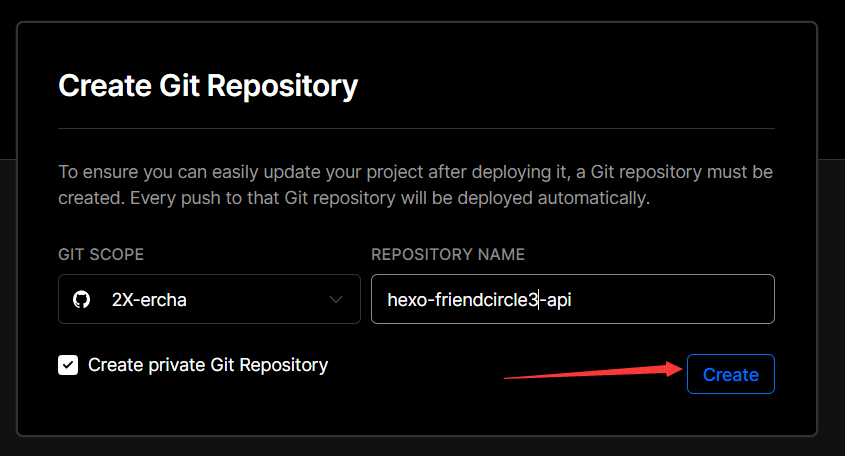 Create Git Repository
To ensure you can easily update your project after deploying it, a Git repository must be
created. Every push to that Git repository will be deployed automatically.
GIT SCOPE
REPOSITORY NAME
2X-ercha
hexo-friendcircle3-api
Create private Git Repository
Create